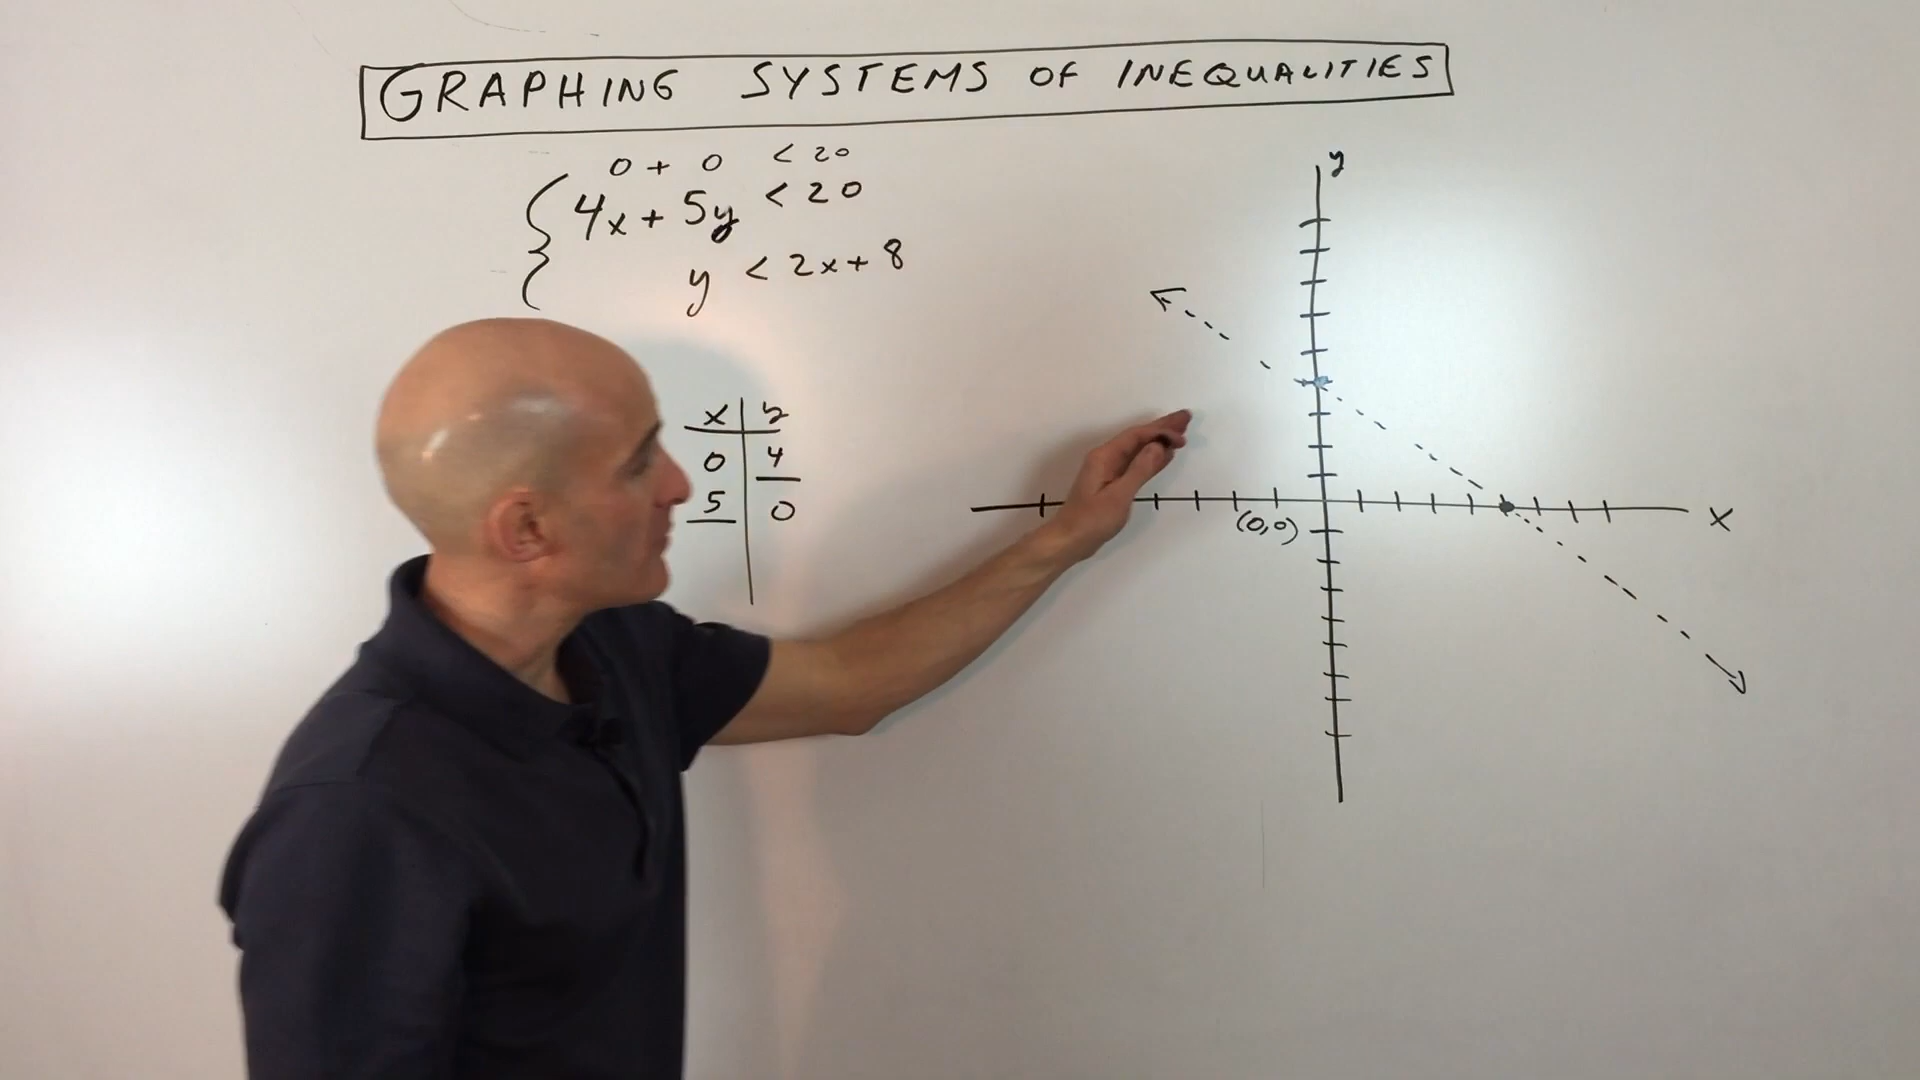 GRAPHING SYSTEMS OF INEQUALITIES
0 + 0 < 20
4x + 5y < 20
y < 2x + 8
x y
0 4
5 0
y
x
(0,0)